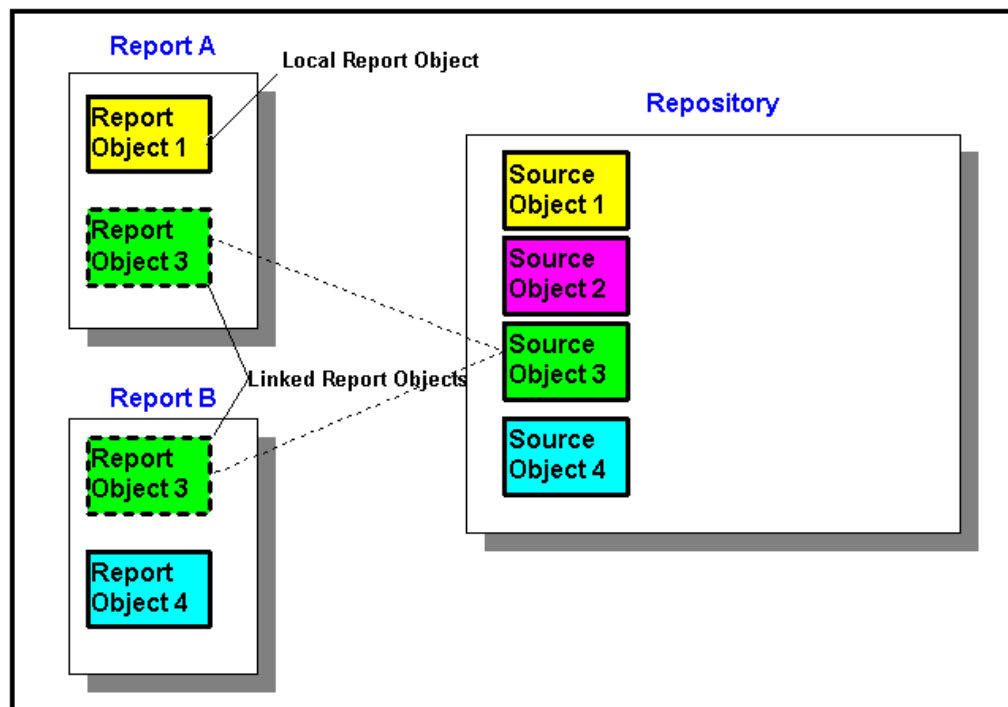 Report A
Local Report Object
Report
Object 1
Report
Object 3
Linked Report Objects
Report B
Report
Object 3
Report
Object 4
Repository
Source
Object 1
Source
Object 2
Source
Object 3
Source
Object 4